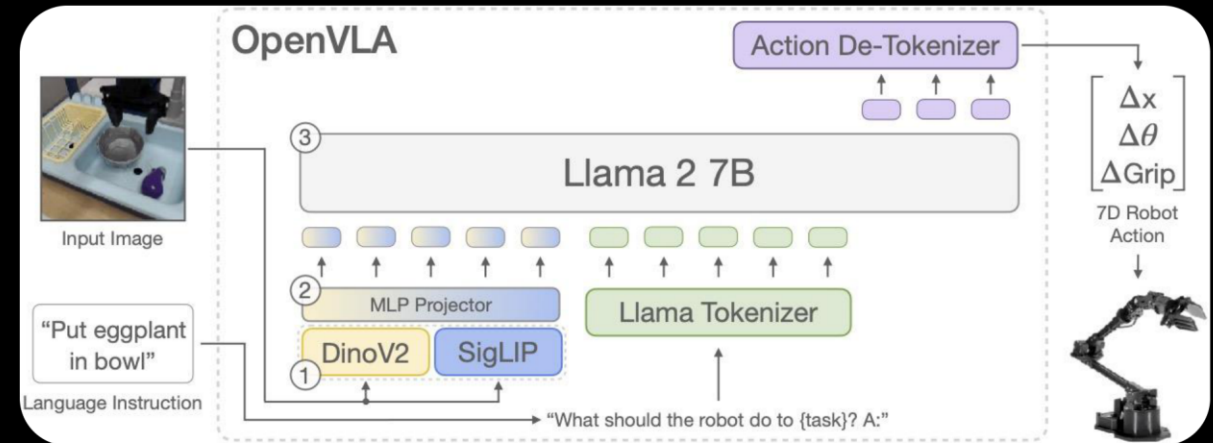 OpenVLA
Action De-Tokenizer
Δx
Δθ
ΔGrip
7D Robot
Action
3
Llama 2 7B
Input Image
2
MLP Projector
Llama Tokenizer
"Put eggplant
in bowl"
Language Instruction
1
DinoV2
SigLIP
"What should the robot do to {task}? A:"